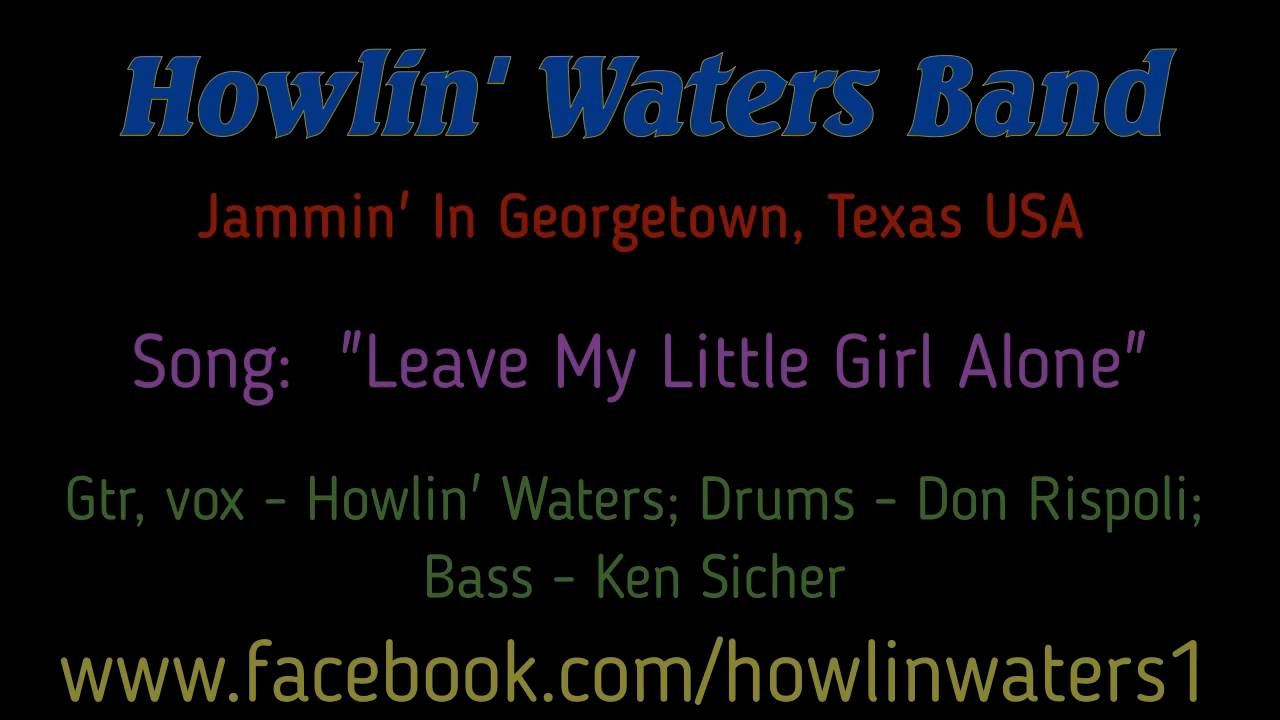 Howlin' Waters Band
Jammin' In Georgetown, Texas USA
Song: "Leave My Little Girl Alone"
Gtr, vox - Howlin' Waters; Drums - Don Rispoli;
Bass - Ken Sicher
www.facebook.com/howlinwaters1